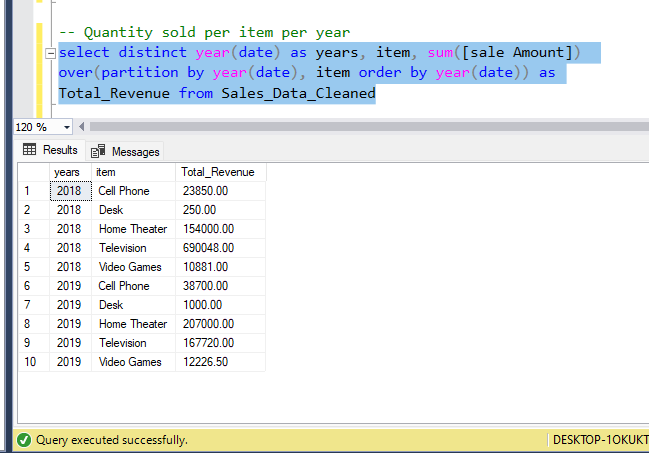 -- Quantity sold per item per year
select distinct year(date) as years, item, sum([sale Amount])
over(partition by year(date), item order by year(date)) as
Total_Revenue from Sales_Data_Cleaned
120 %
Results Messages
years item Total_Revenue
1 2018 Cell Phone 23850.00
2 2018 Desk 250.00
3 2018 Home Theater 154000.00
4 2018 Television 690048.00
5 2018 Video Games 10881.00
6 2019 Cell Phone 38700.00
7 2019 Desk 1000.00
8 2019 Home Theater 207000.00
9 2019 Television 167720.00
10 2019 Video Games 12226.50
Query executed successfully. DESKTOP-1OKUKT